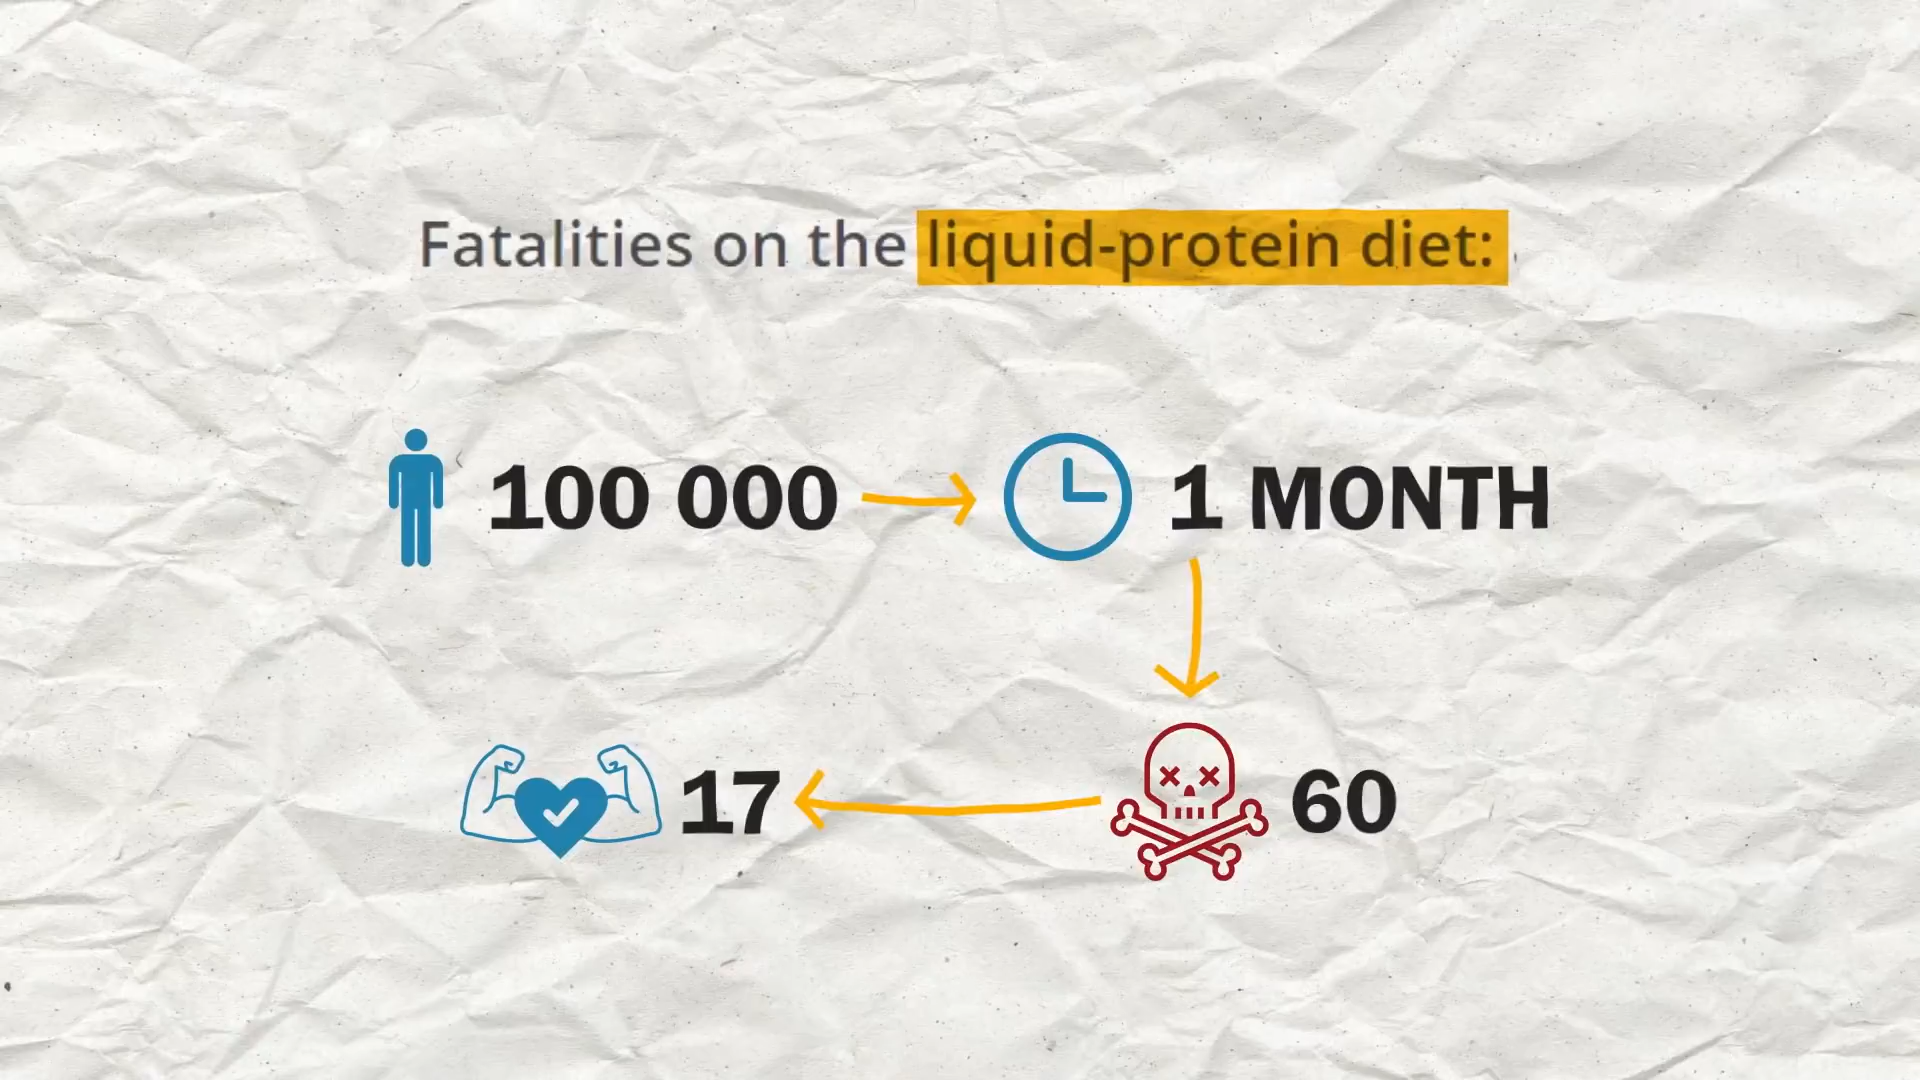 Fatalities on the liquid-protein diet:
100 000
1 MONTH
17
60